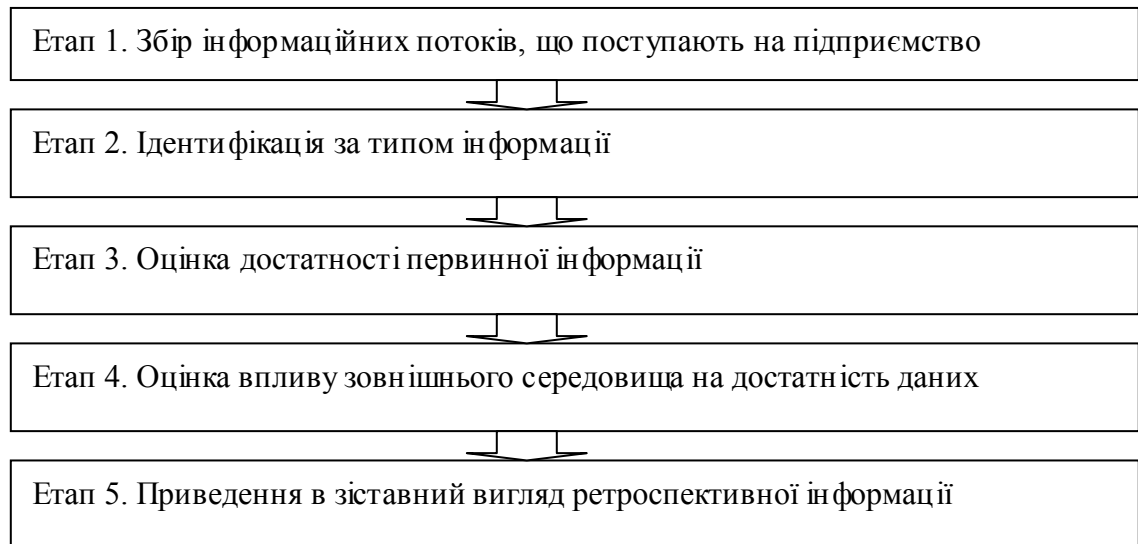 Етап 1. Збір інформаційних потоків, що поступають на підприємство
Етап 2. Ідентифікація за типом інформації
Етап 3. Оцінка достатності первинної інформації
Етап 4. Оцінка впливу зовнішнього середовища на достатність даних
Етап 5. Приведення в зіставний вигляд ретроспективної інформації